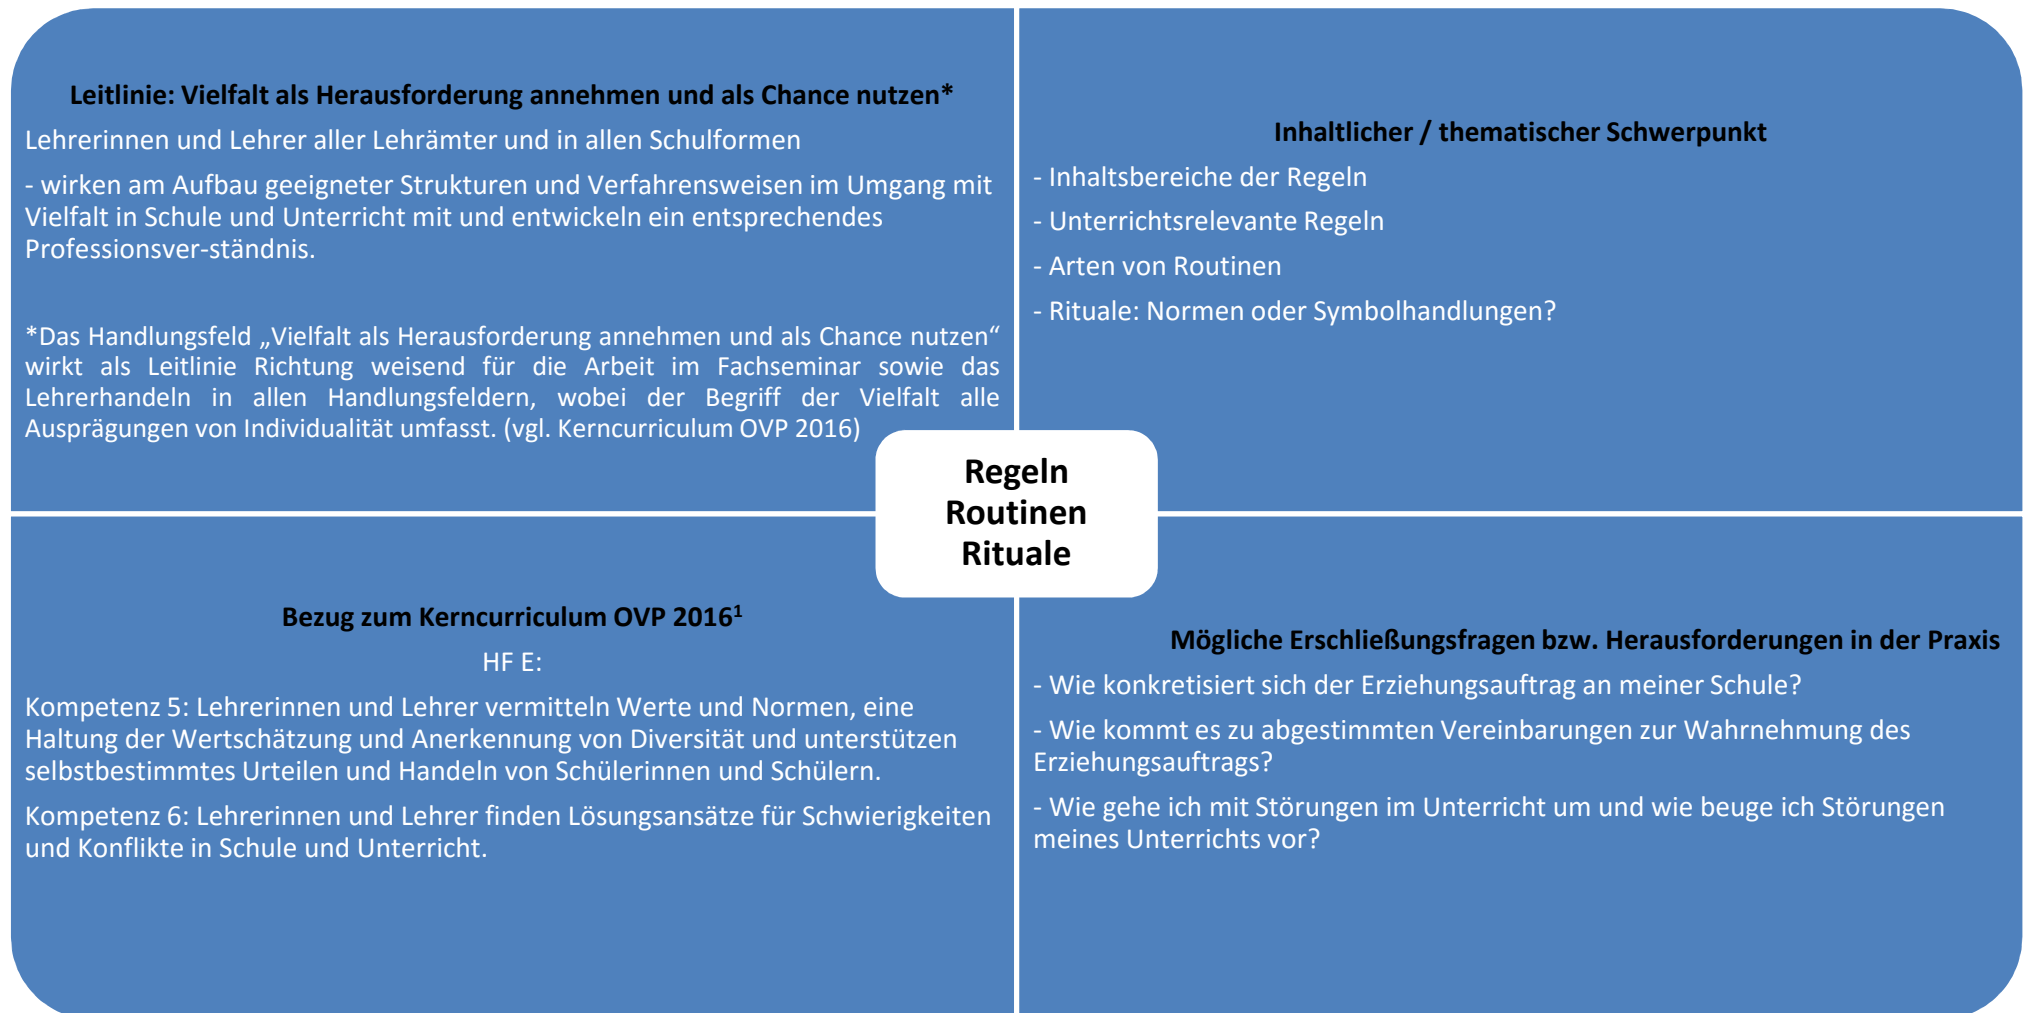 Leitlinie: Vielfalt als Herausforderung annehmen und als Chance nutzen*
Lehrerinnen und Lehrer aller Lehrämter und in allen Schulformen
- wirken am Aufbau geeigneter Strukturen und Verfahrensweisen im Umgang mit
Vielfalt in Schule und Unterricht mit und entwickeln ein entsprechendes
Professionsver-ständnis.
*Das Handlungsfeld „Vielfalt als Herausforderung annehmen und als Chance nutzen“
wirkt als Leitlinie Richtung weisend für die Arbeit im Fachseminar sowie das
Lehrerhandeln in allen Handlungsfeldern, wobei der Begriff der Vielfalt alle
Ausprägungen von Individualität umfasst. (vgl. Kerncurriculum OVP 2016)
Inhaltlicher / thematischer Schwerpunkt
- Inhaltsbereiche der Regeln
- Unterrichtsrelevante Regeln
- Arten von Routinen
- Rituale: Normen oder Symbolhandlungen?
Regeln
Routinen
Rituale
Bezug zum Kerncurriculum OVP 2016¹
HF E:
Kompetenz 5: Lehrerinnen und Lehrer vermitteln Werte und Normen, eine
Haltung der Wertschätzung und Anerkennung von Diversität und unterstützen
selbstbestimmtes Urteilen und Handeln von Schülerinnen und Schülern.
Kompetenz 6: Lehrerinnen und Lehrer finden Lösungsansätze für Schwierigkeiten
und Konflikte in Schule und Unterricht.
Mögliche Erschließungsfragen bzw. Herausforderungen in der Praxis
- Wie konkretisiert sich der Erziehungsauftrag an meiner Schule?
- Wie kommt es zu abgestimmten Vereinbarungen zur Wahrnehmung des
Erziehungsauftrags?
- Wie gehe ich mit Störungen im Unterricht um und wie beuge ich Störungen
meines Unterrichts vor?